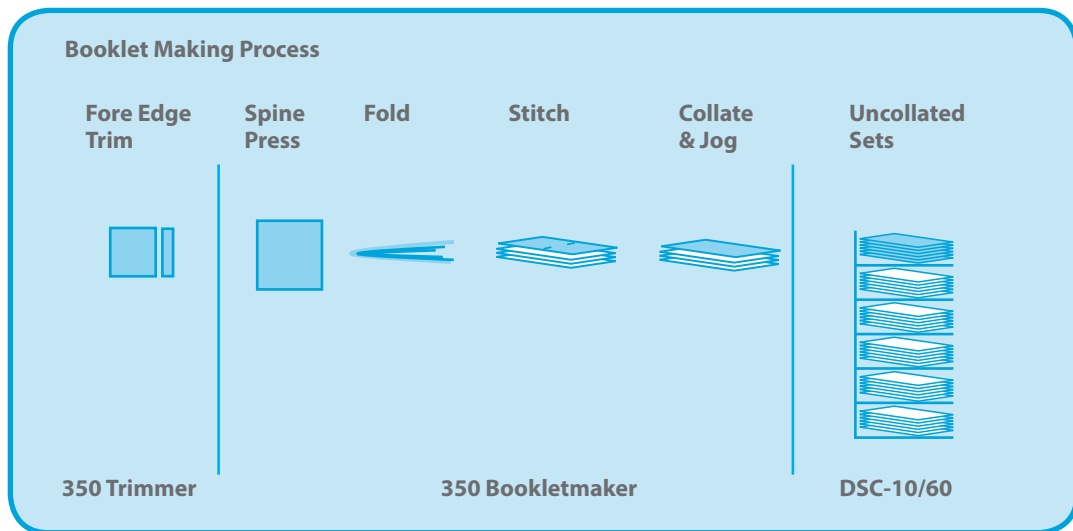 Booklet Making Process
Fore Edge
Trim
Spine
Press
Fold
Stitch
Collate
& Jog
Uncollated
Sets
350 Trimmer
350 Bookletmaker
DSC-10/60